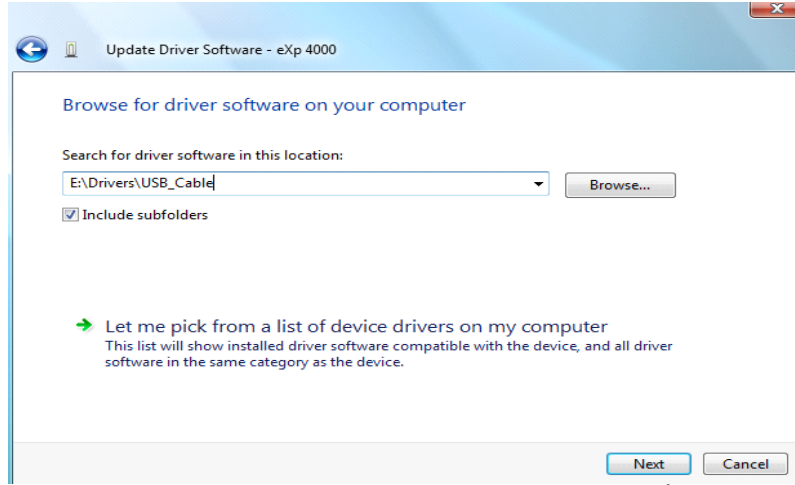 Update Driver Software - eXp 4000
Browse for driver software on your computer
Search for driver software in this location:
E:\Drivers\USB_Cable
Browse...
Include subfolders
Let me pick from a list of device drivers on my computer
This list will show installed driver software compatible with the device, and all driver
software in the same category as the device.
Next
Cancel